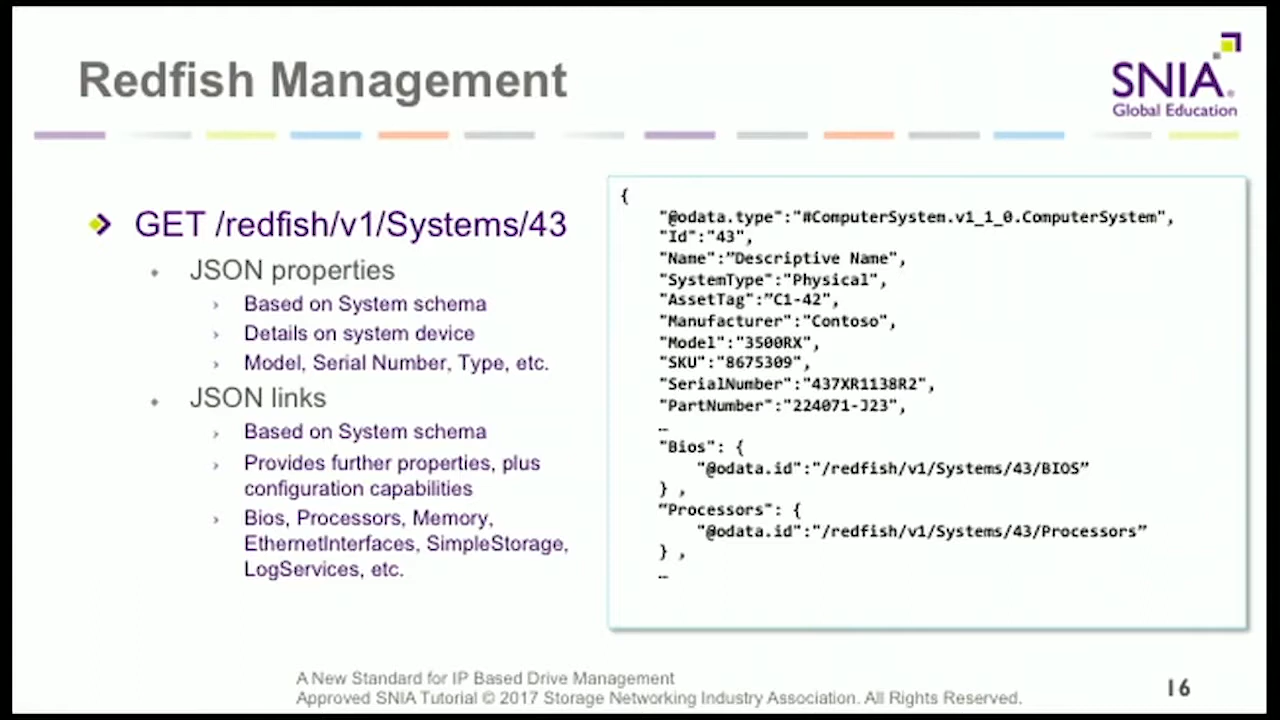 Redfish Management
SNIA
Global Education
GET /redfish/v1/Systems/43
JSON properties
Based on System schema
Details on system device
Model, Serial Number, Type, etc.
JSON links
Based on System schema
Provides further properties, plus
configuration capabilities
Bios, Processors, Memory,
EthernetInterfaces, SimpleStorage,
LogServices, etc.
{
"@odata.type":"#ComputerSystem.v1_1_0.ComputerSystem",
"Id":"43",
"Name":”Descriptive Name",
"SystemType":"Physical",
"AssetTag":”C1-42",
"Manufacturer":"Contoso",
"Model":"3500RX",
"SKU":"8675309",
"SerialNumber":"437XR1138R2",
"PartNumber":"224071-J23",
…
"Bios": {
"@odata.id":"/redfish/v1/Systems/43/BIOS”
} ,
“Processors": {
"@odata.id":"/redfish/v1/Systems/43/Processors”
} ,
…
A New Standard for IP Based Drive Management
Approved SNIA Tutorial © 2017 Storage Networking Industry Association. All Rights Reserved.
16